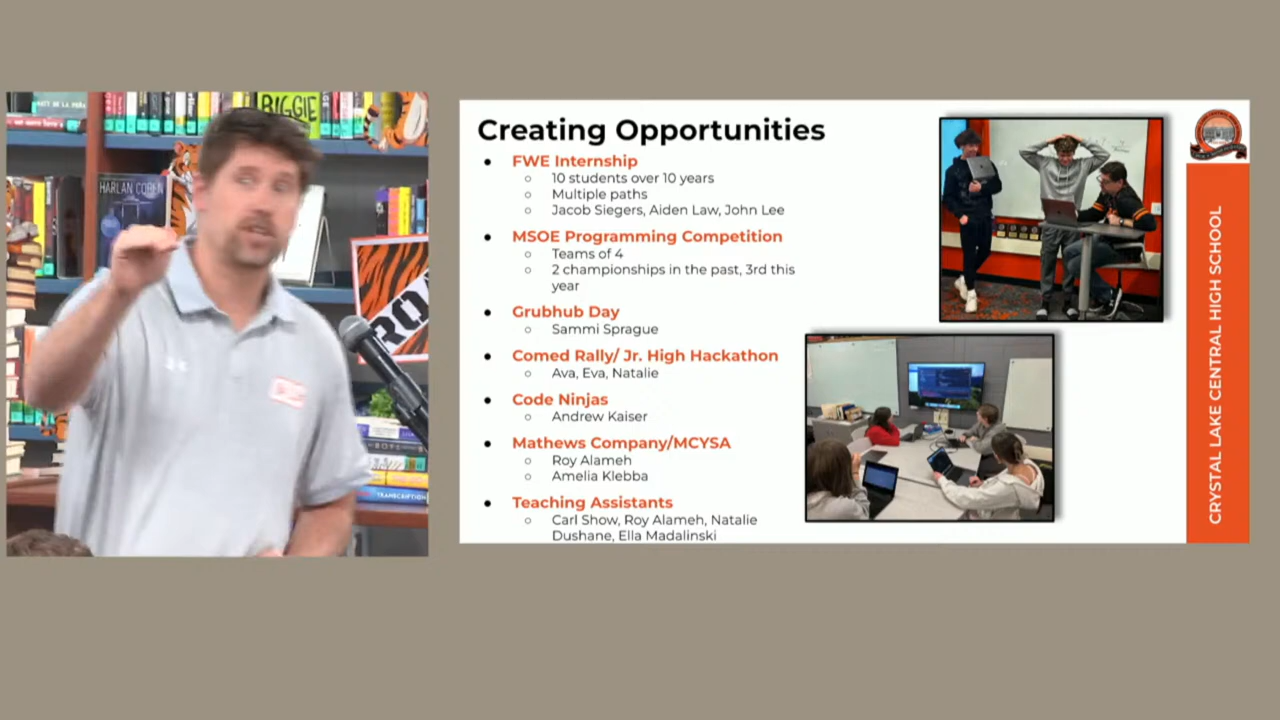 BIGGIE
HARLAN COBEN
RO
TRANSCRIPTION
Creating Opportunities
● FWE Internship
○ 10 students over 10 years
○ Multiple paths
○ Jacob Siegers, Aiden Law, John Lee
● MSOE Programming Competition
○ Teams of 4
○ 2 championships in the past, 3rd this
year
● Grubhub Day
○ Sammi Sprague
● Comed Rally/ Jr. High Hackathon
○ Ava, Eva, Natalie
● Code Ninjas
○ Andrew Kaiser
● Mathews Company/MCYSA
○ Roy Alameh
○ Amelia Klebba
● Teaching Assistants
○ Carl Show, Roy Alameh, Natalie
Dushane, Ella Madalinski
CRYSTAL LAKE CENTRAL HIGH SCHOOL